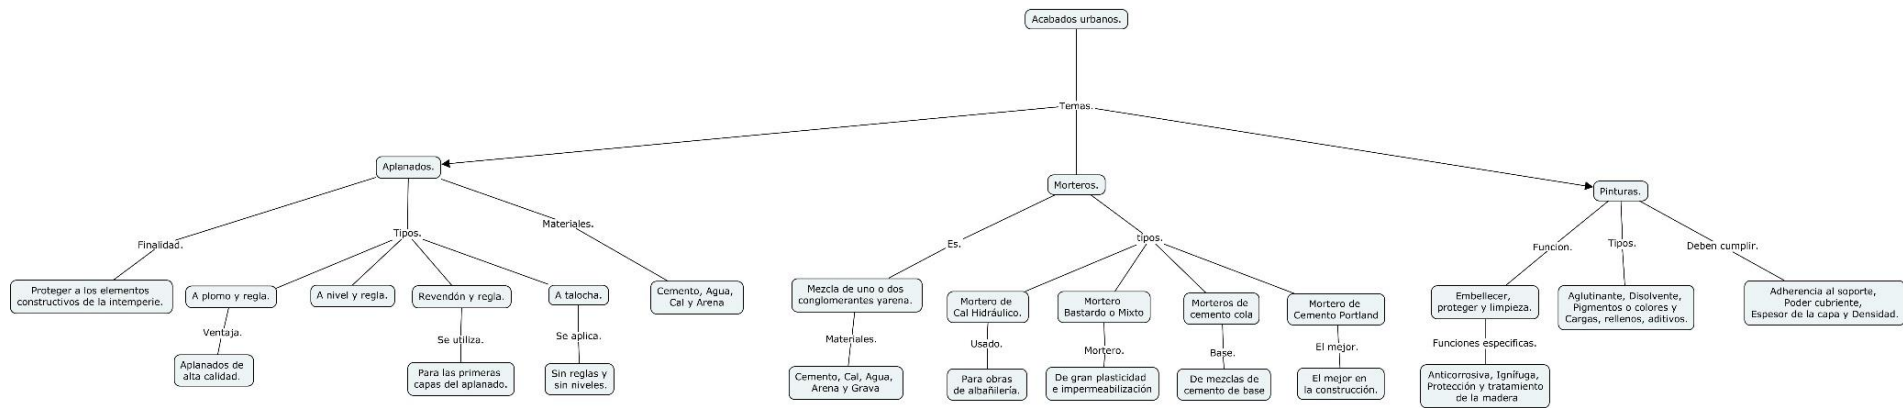 Acabados urbanos.
Temas.
Aplanados.
Morteros.
Pinturas.
Finalidad.
Tipos.
Materiales.
Es.
tipos.
Funcion.
Tipos.
Deben cumplir.
Proteger a los elementos
constructivos de la intemperie.
A plomo y regla.
A nivel y regla.
Revendón y regla.
A talocha.
Cemento, Agua,
Cal y Arena
Mezcla de uno o dos
conglomerantes yarena.
Mortero de
Cal Hidráulico.
Mortero
Bastardo o Mixto
Morteros de
cemento cola
Mortero de
Cemento Portland
Embellecer,
proteger y limpieza.
Aglutinante, Disolvente,
Pigmentos o colores y
Cargas, rellenos, aditivos.
Adherencia al soporte,
Poder cubriente,
Espesor de la capa y Densidad.
Ventaja.
Se utiliza.
Se aplica.
Materiales.
Usado.
Mortero.
Base.
El mejor.
Funciones especificas.
Aplanados de
alta calidad.
Para las primeras
capas del aplanado.
Sin reglas y
sin niveles.
Cemento, Cal, Agua,
Arena y Grava
Para obras
de albañilería.
De gran plasticidad
e impermeabilización
De mezclas de
cemento de base
El mejor en
la construcción.
Anticorrosiva, Ignífuga,
Protección y tratamiento
de la madera